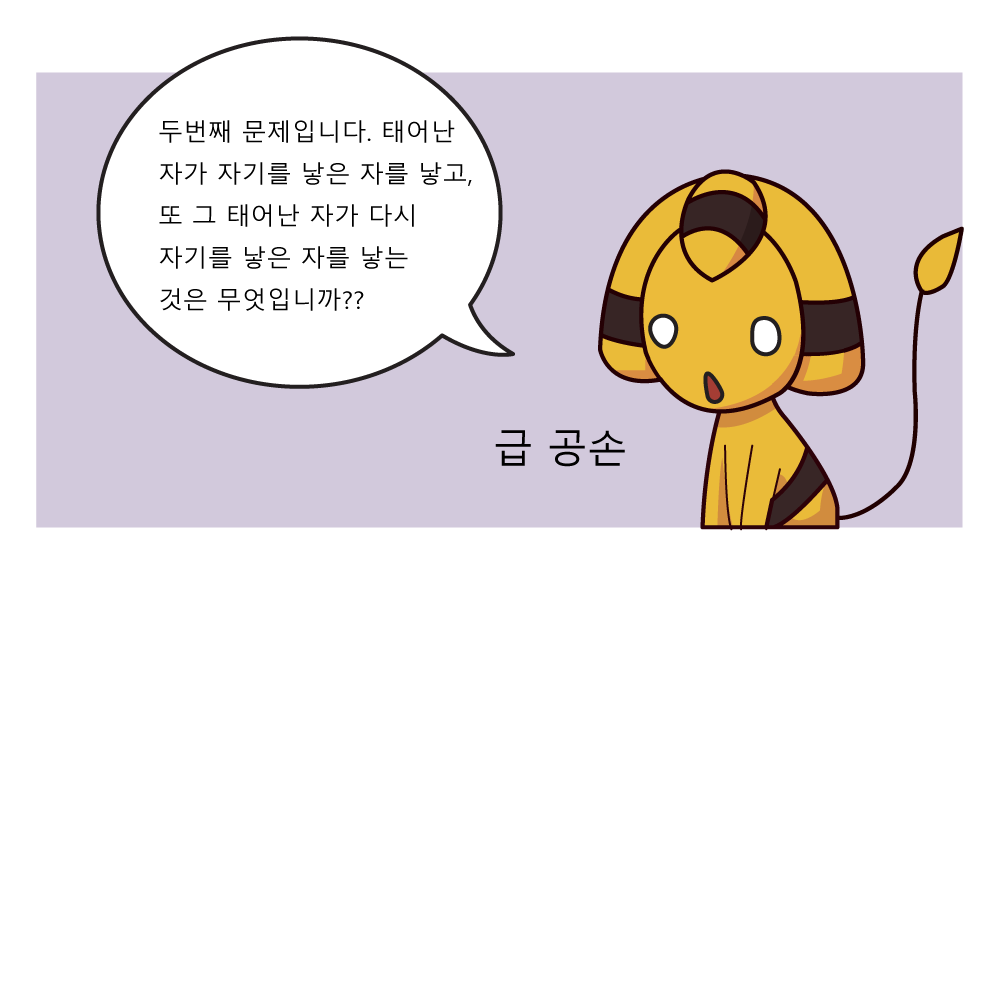 두번째 문제입니다. 태어난
자가 자기를 낳은 자를 낳고,
또 그 태어난 자가 다시
자기를 낳은 자를 낳는
것은 무엇입니까??
급 공손